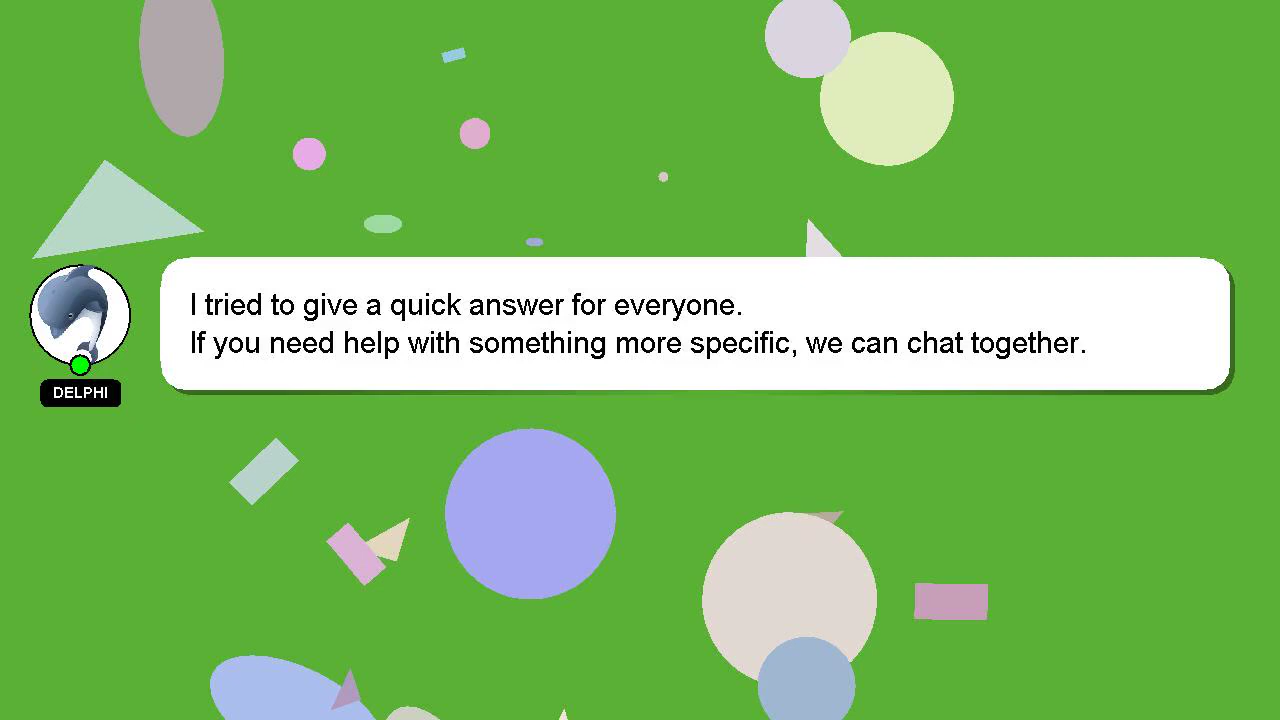 I tried to give a quick answer for everyone.
If you need help with something more specific, we can chat together.
DELPHI